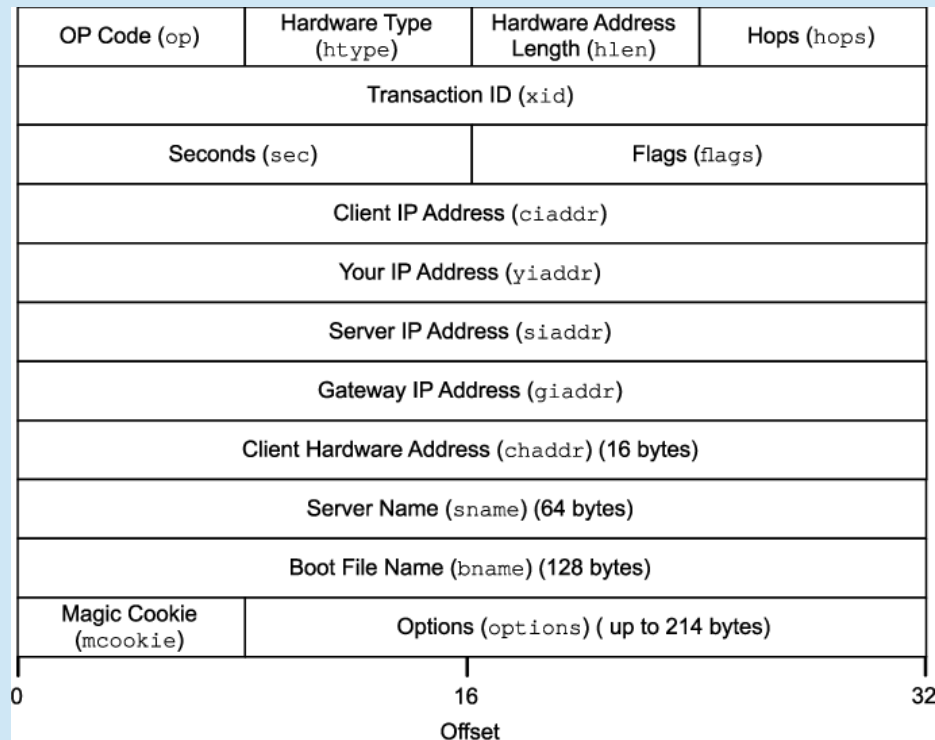 OP Code (op)
Hardware Type
(htype)
Hardware Address
Length (hlen)
Hops (hops)
Transaction ID (xid)
Seconds (sec)
Flags (flags)
Client IP Address (ciaddr)
Your IP Address (yiaddr)
Server IP Address (siaddr)
Gateway IP Address (giaddr)
Client Hardware Address (chaddr) (16 bytes)
Server Name (sname) (64 bytes)
Boot File Name (bname) (128 bytes)
Magic Cookie
(mcookie)
Options (options) ( up to 214 bytes)
0
16
32
Offset